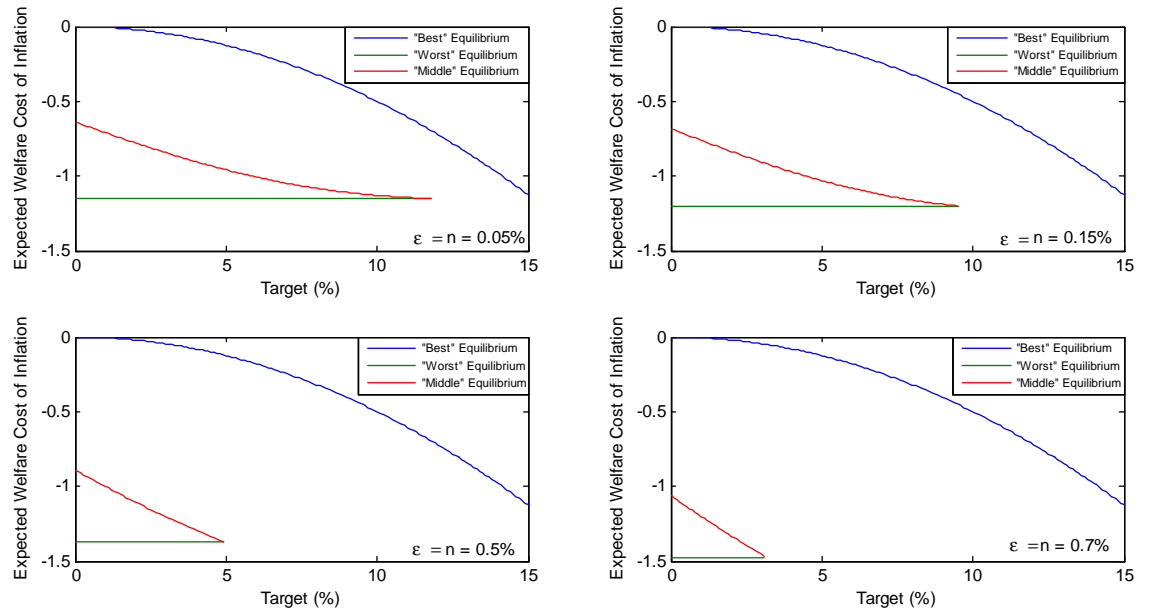 Expected Welfare Cost of Inflation
0
-0.5
-1
-1.5
0
5
10
15
Target (%)
"Best" Equilibrium
"Worst" Equilibrium
"Middle" Equilibrium
ε = n = 0.05%
Expected Welfare Cost of Inflation
0
-0.5
-1
-1.5
0
5
10
15
Target (%)
"Best" Equilibrium
"Worst" Equilibrium
"Middle" Equilibrium
ε = n = 0.15%
Expected Welfare Cost of Inflation
0
-0.5
-1
-1.5
0
5
10
15
Target (%)
"Best" Equilibrium
"Worst" Equilibrium
"Middle" Equilibrium
ε = n = 0.5%
Expected Welfare Cost of Inflation
0
-0.5
-1
-1.5
0
5
10
15
Target (%)
"Best" Equilibrium
"Worst" Equilibrium
"Middle" Equilibrium
ε = n = 0.7%